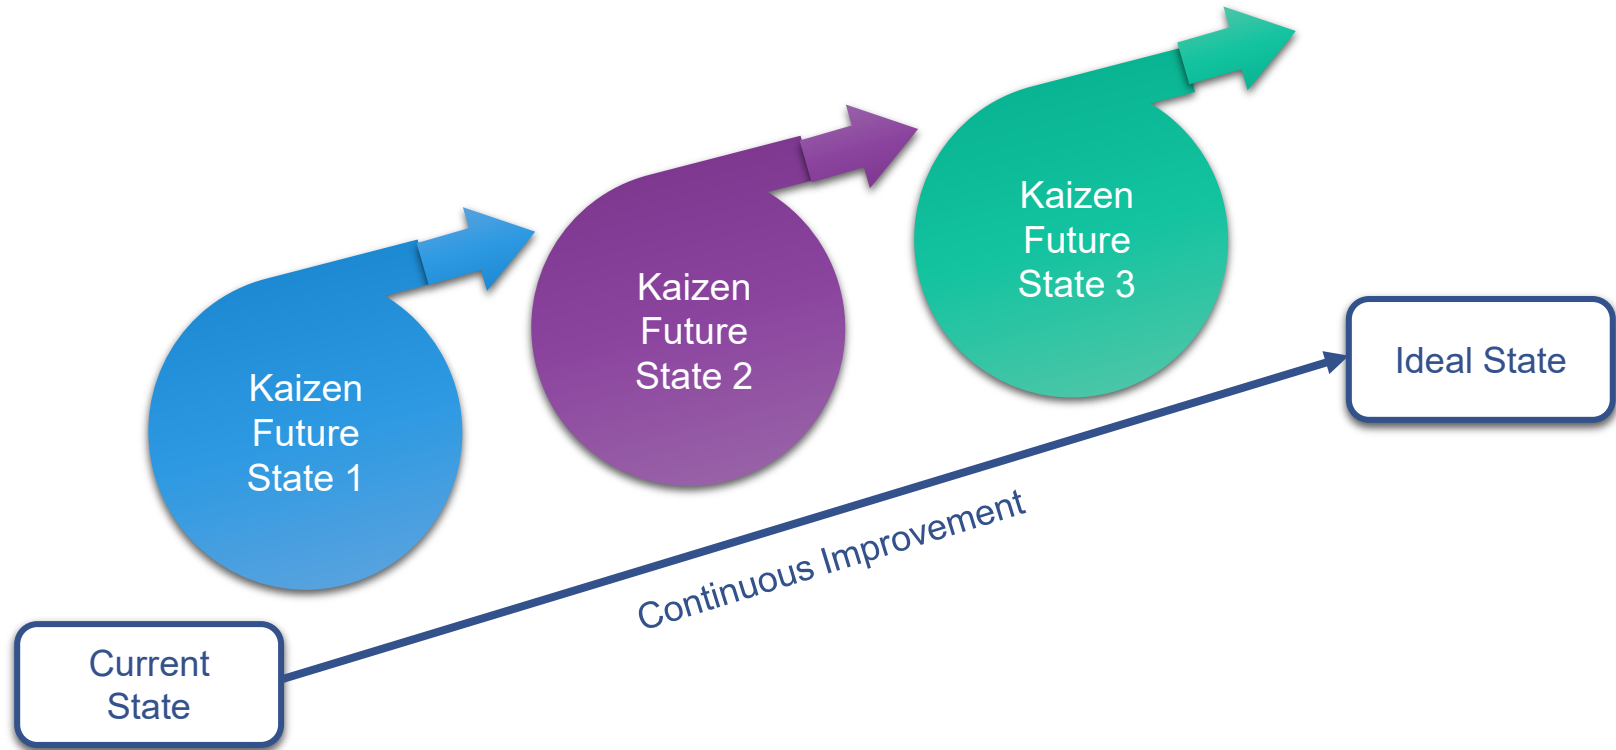 Kaizen
Future
State 1
Kaizen
Future
State 2
Kaizen
Future
State 3
Current
State
Continuous Improvement
Ideal State